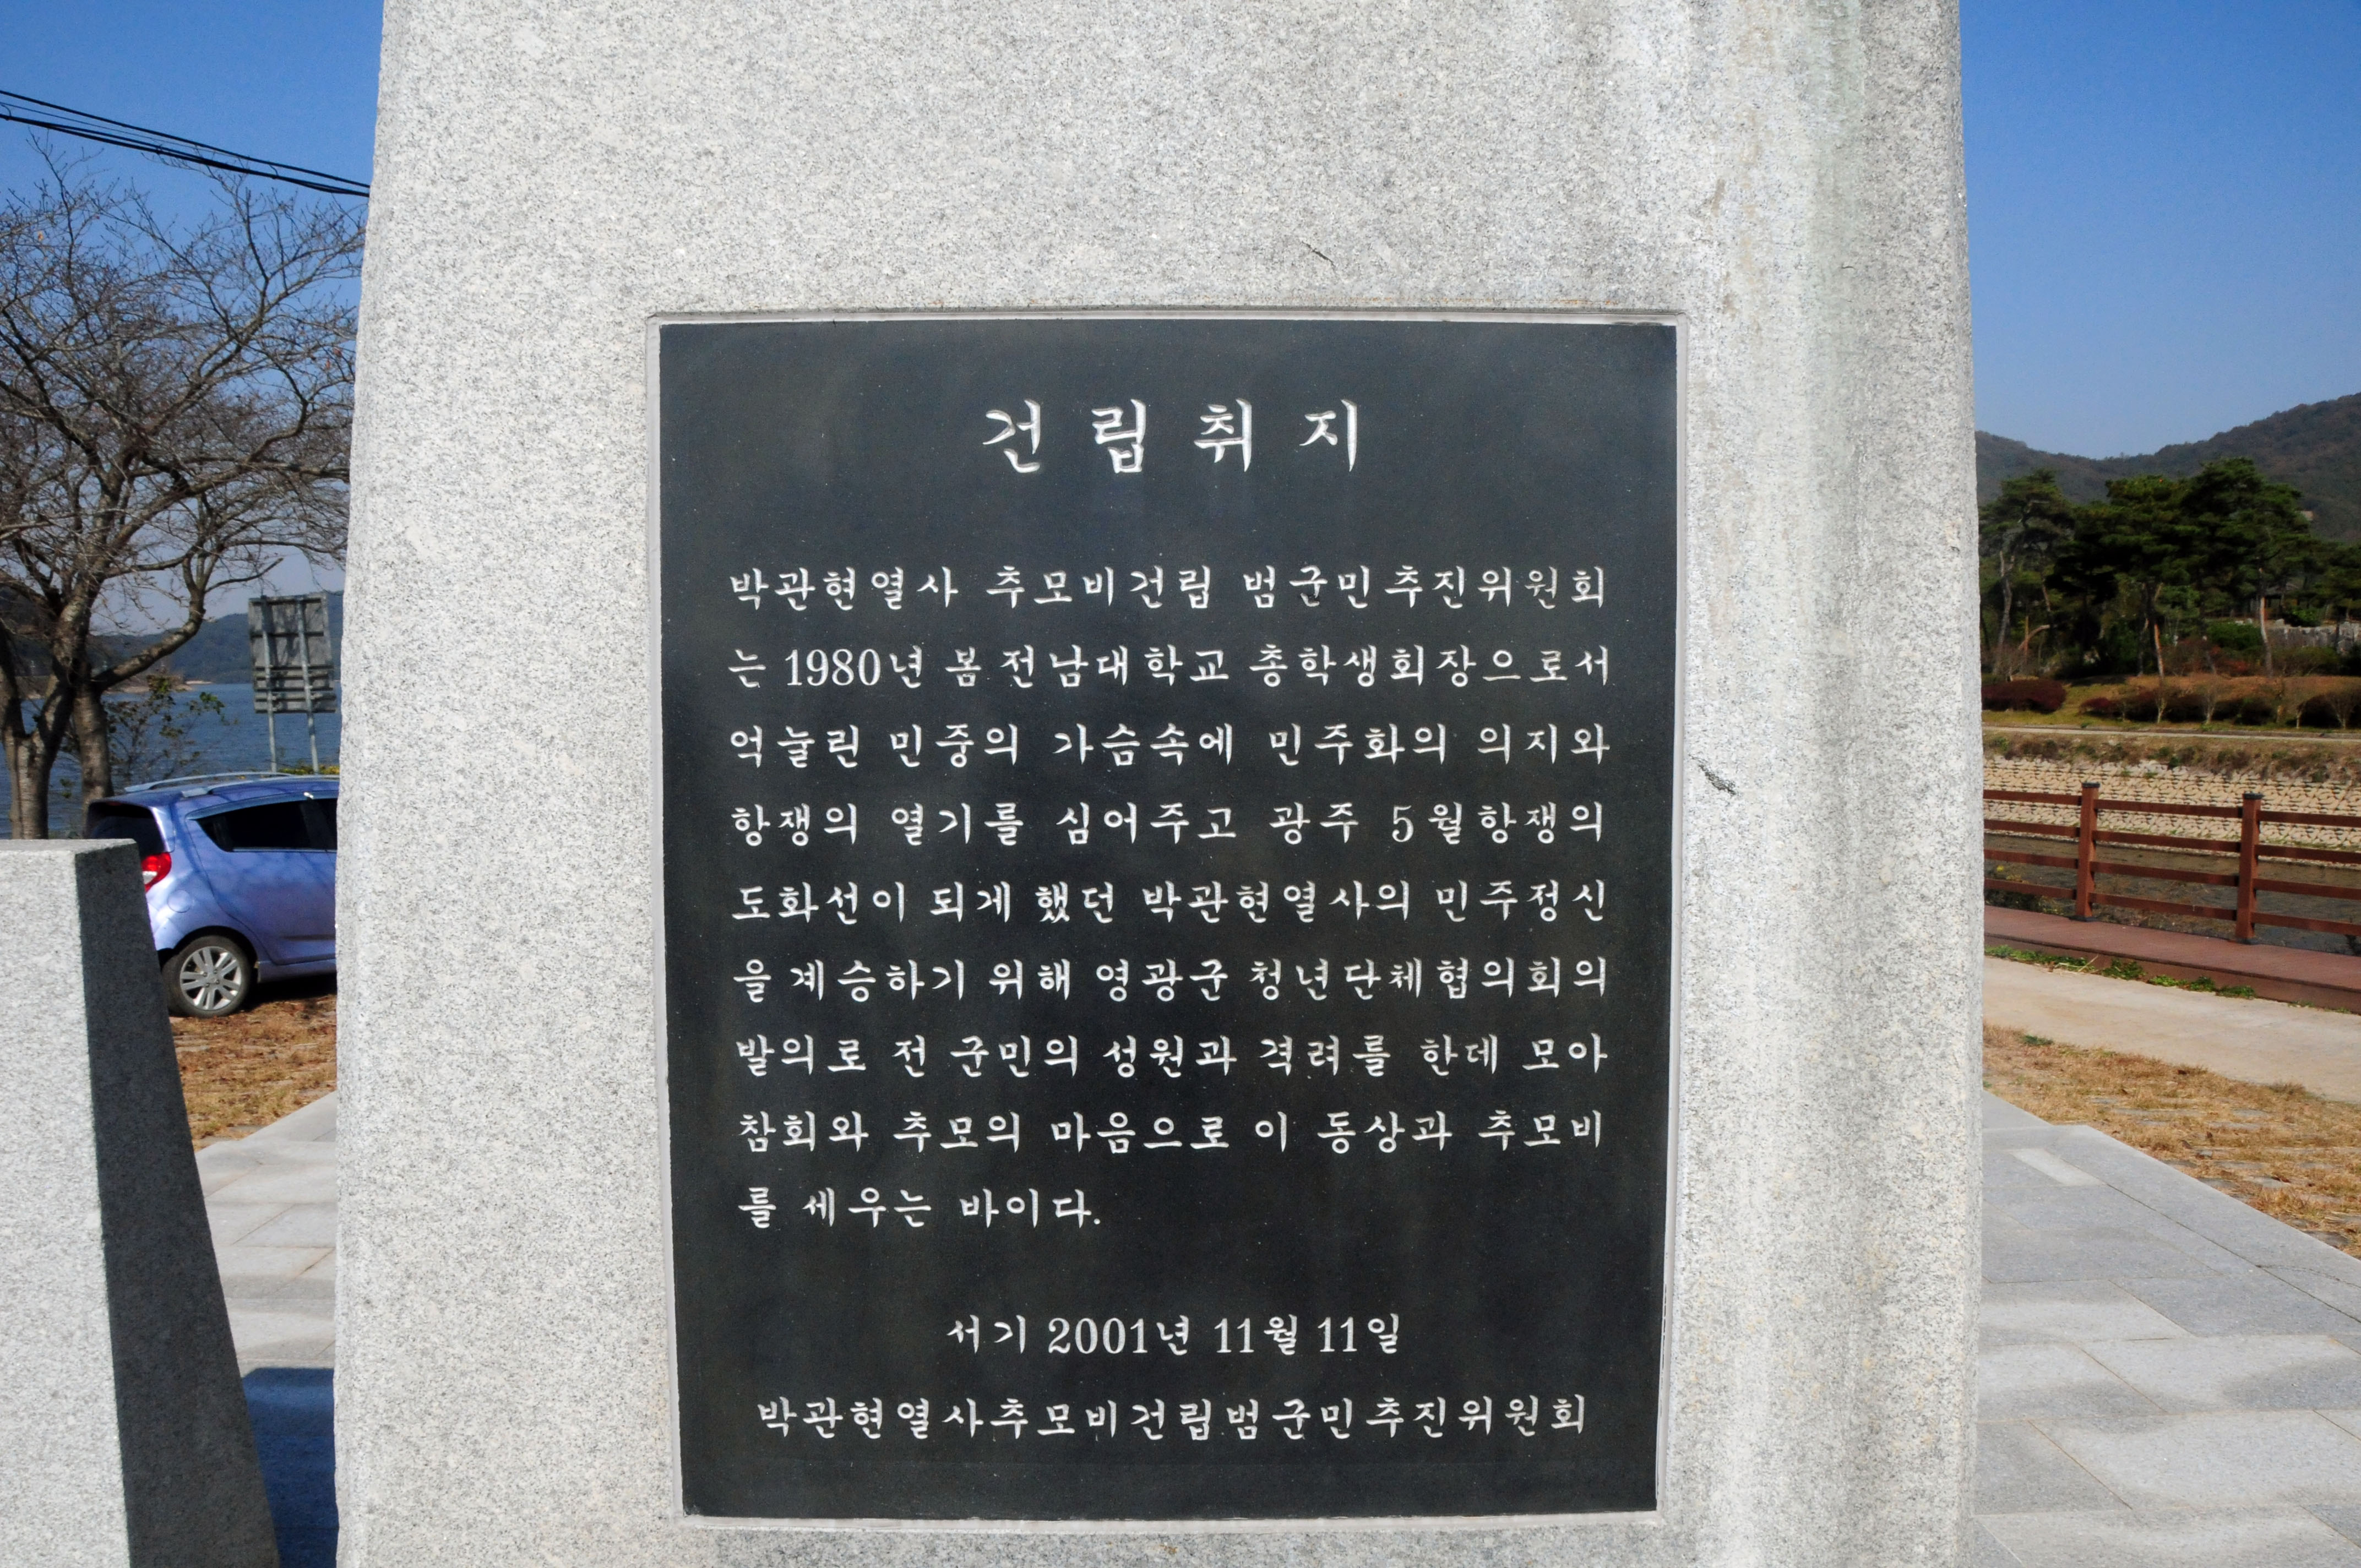 건립취지
박관현열사 추모비건립 범군민추진위원회
는 1980년 봄 전남대학교 총학생회장으로서
억눌린 민중의 가슴속에 민주화의 의지와
항쟁의 열기를 심어주고 광주 5월항쟁의
도화선이 되게 했던 박관현열사의 민주정신
을 계승하기 위해 영광군 청년단체협의회의
발의로 전 군민의 성원과 격려를 한데 모아
참회와 추모의 마음으로 이 동상과 추모비
를 세우는 바이다.
서기 2001년 11월 11일
박관현열사추모비건립범군민추진위원회